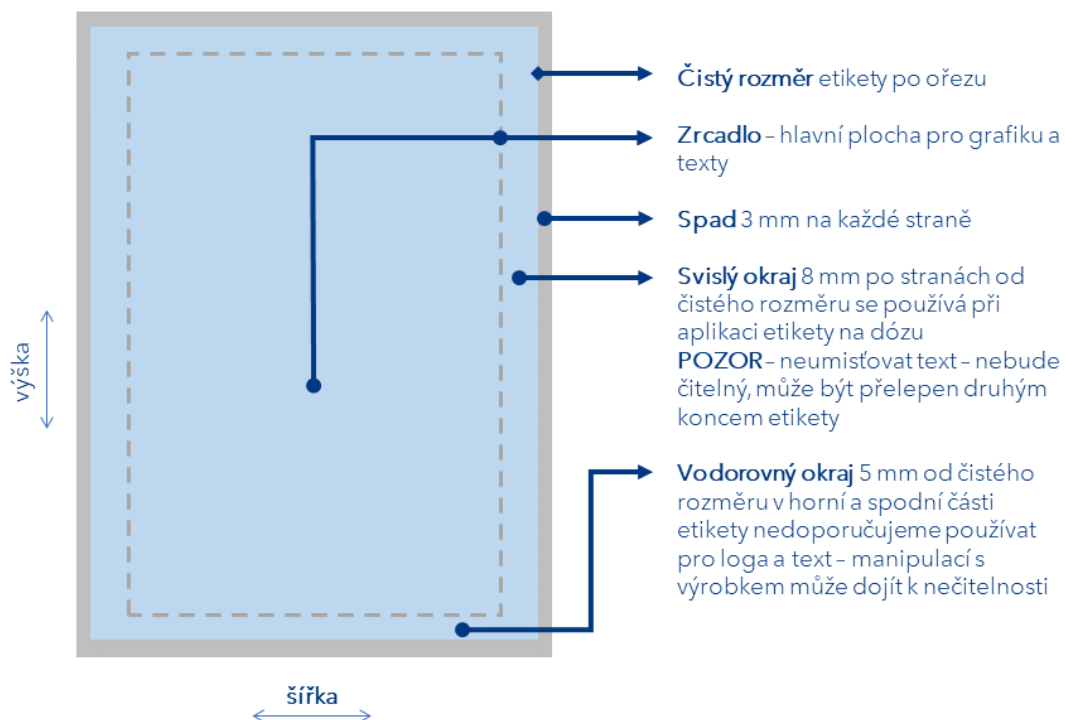 Čistý rozměr etikety po ořezu
Zrcadlo – hlavní plocha pro grafiku a
texty
Spad 3 mm na každé straně
Svislý okraj 8 mm po stranách od
čistého rozměru se používá při
aplikaci etikety na dózu
POZOR – neumisťovat text – nebude
čitelný, může být přelepen druhým
koncem etikety
výška
Vodorovný okraj 5 mm od čistého
rozměru v horní a spodní části
etikety nedoporučujeme používat
pro loga a text – manipulací s
výrobkem může dojít k nečitelnosti
šířka